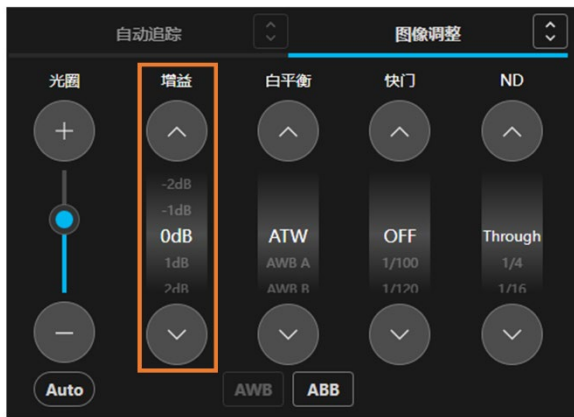 自动追踪
图像调整
光圈 增益 白平衡 快门 ND
-2dB
-1dB
0dB ATW OFF Through
1dB AWB A 1/100 1/4
2dB AWB B 1/120 1/16
Auto AWB ABB